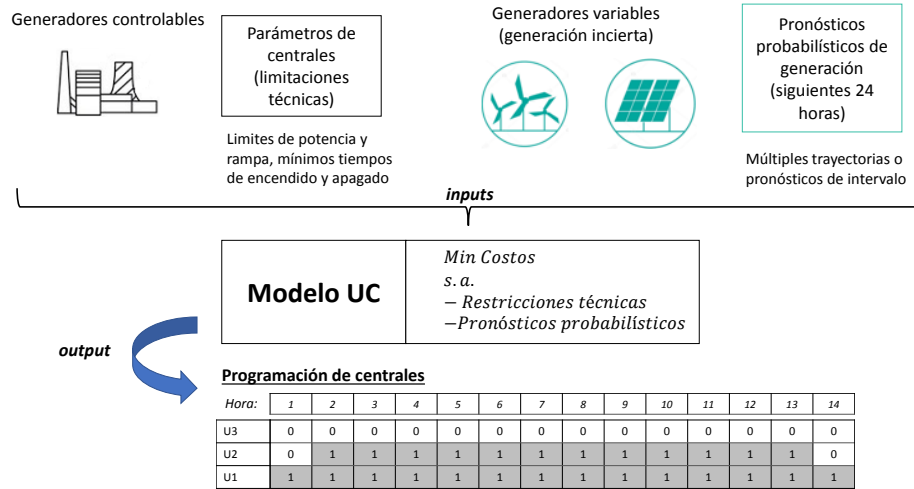 Generadores controlables
Parámetros de
centrales
(limitaciones
técnicas)
Limites de potencia y
rampa, mínimos tiempos
de encendido y apagado
Generadores variables
(generación incierta)
Pronósticos
probabilísticos de
generación
(siguientes 24
horas)
Múltiples trayectorias o
pronósticos de intervalo
inputs
Modelo UC
Min Costos
s.a.
− Restricciones técnicas
−Pronósticos probabilísticos
output
Programación de centrales
Hora: 1 2 3 4 5 6 7 8 9 10 11 12 13 14
U3 0 0 0 0 0 0 0 0 0 0 0 0 0 0
U2 0 1 1 1 1 1 1 1 1 1 1 1 1 0
U1 1 1 1 1 1 1 1 1 1 1 1 1 1 1